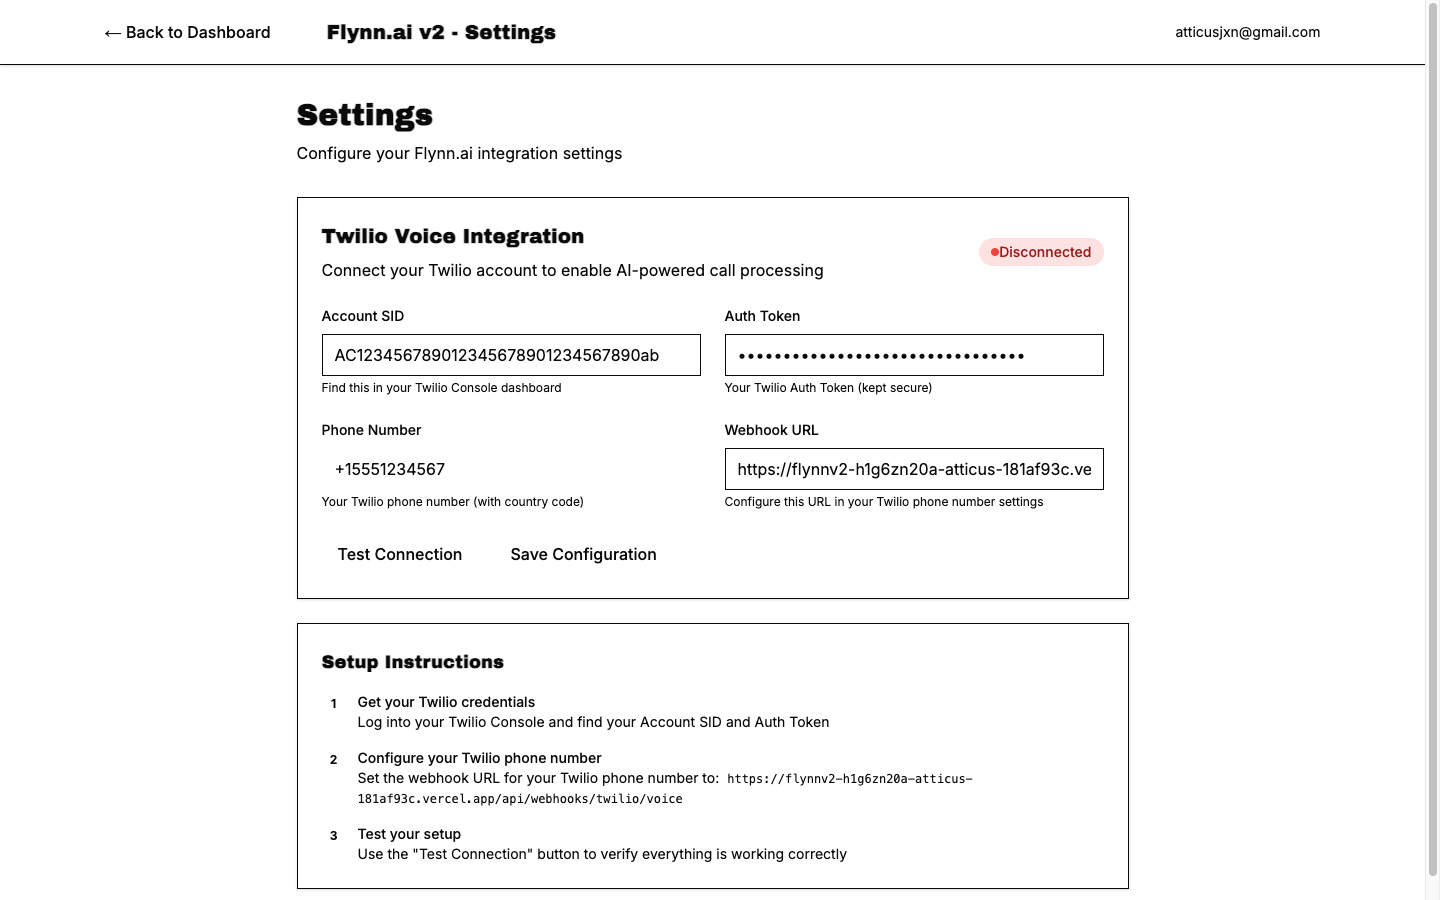 ← Back to Dashboard
Flynn.ai v2 - Settings
atticusjxn@gmail.com
Settings
Configure your Flynn.ai integration settings
Twilio Voice Integration
Connect your Twilio account to enable AI-powered call processing
Disconnected
Account SID
AC123456789012345678901234567890ab
Find this in your Twilio Console dashboard
Auth Token
••••••••••••••••••••••••••••••••
Your Twilio Auth Token (kept secure)
Phone Number
+15551234567
Your Twilio phone number (with country code)
Webhook URL
https://flynnv2-h1g6zn20a-atticus-181af93c.ve
Configure this URL in your Twilio phone number settings
Test Connection
Save Configuration
Setup Instructions
1
Get your Twilio credentials
Log into your Twilio Console and find your Account SID and Auth Token
2
Configure your Twilio phone number
Set the webhook URL for your Twilio phone number to: https://flynnv2-h1g6zn20a-atticus-
181af93c.vercel.app/api/webhooks/twilio/voice
3
Test your setup
Use the "Test Connection" button to verify everything is working correctly